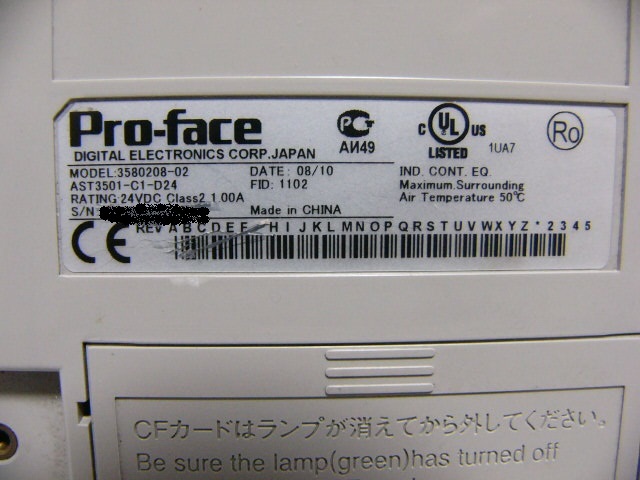 Pro-face
DIGITAL ELECTRONICS CORP.JAPAN
MODEL:3580208-02
AST3501-C1-D24
RATING 24VDC Class2 1.00A
S/N:
DATE: 08/10
FID: 1102
Made in CHINA
РС
АИ49
C UL US
LISTED 1UA7
IND. CONT. EQ.
Maximum Surrounding
Air Temperature 50℃
Ro
CE
REV A B C D E F H I J K L M N O P Q R S T U V W X Y Z * 2 3 4 5
CFカードはランプが消えてから外してください。
Be sure the lamp(green)has turned off